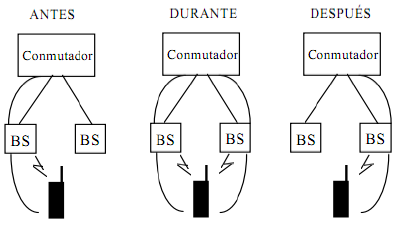 ANTES DURANTE DESPUÉS
Conmutador Conmutador Conmutador
BS BS BS BS BS BS